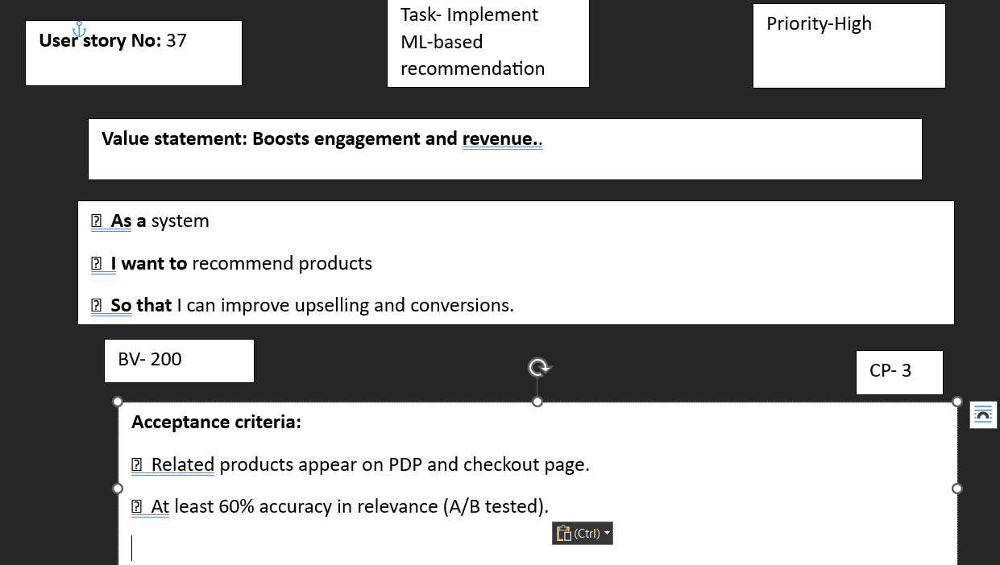 User story No: 37
Task- Implement
ML-based
recommendation
Priority-High
Value statement: Boosts engagement and revenue..
⍰ As a system
⍰ I want to recommend products
⍰ So that I can improve upselling and conversions.
BV- 200
CP- 3
Acceptance criteria:
⍰ Related products appear on PDP and checkout page.
⍰ At least 60% accuracy in relevance (A/B tested).
(Ctrl)